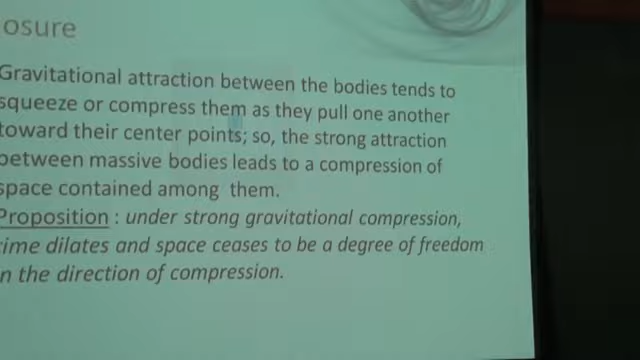 osure
Gravitational attraction between the bodies tends to
squeeze or compress them as they pull one another
toward their center points; so, the strong attraction
between massive bodies leads to a compression of
space contained among them.
Proposition : under strong gravitational compression,
time dilates and space ceases to be a degree of freedom
in the direction of compression.